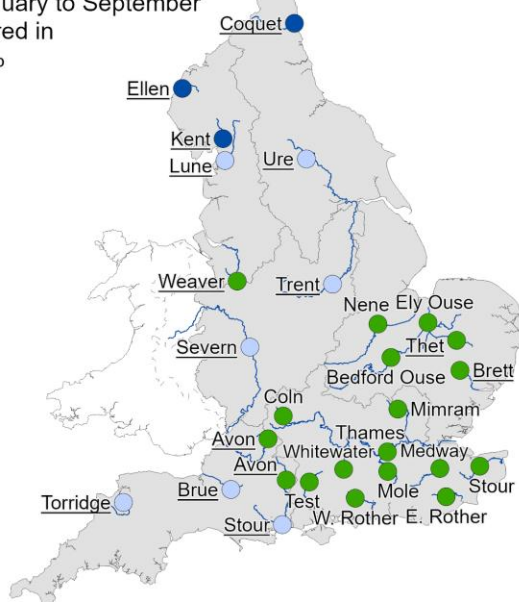 uary to September
red in
Coquet
Ellen
Kent
Lune
Ure
Weaver
Trent
Nene
Ely Ouse
Severn
Thet
Bedford Ouse
Brett
Coln
Mimram
Avon
Thames
Avon
Whitewater
Medway
Torridge
Brue
Test
Mole
Stour
Stour
W. Rother
E. Rother